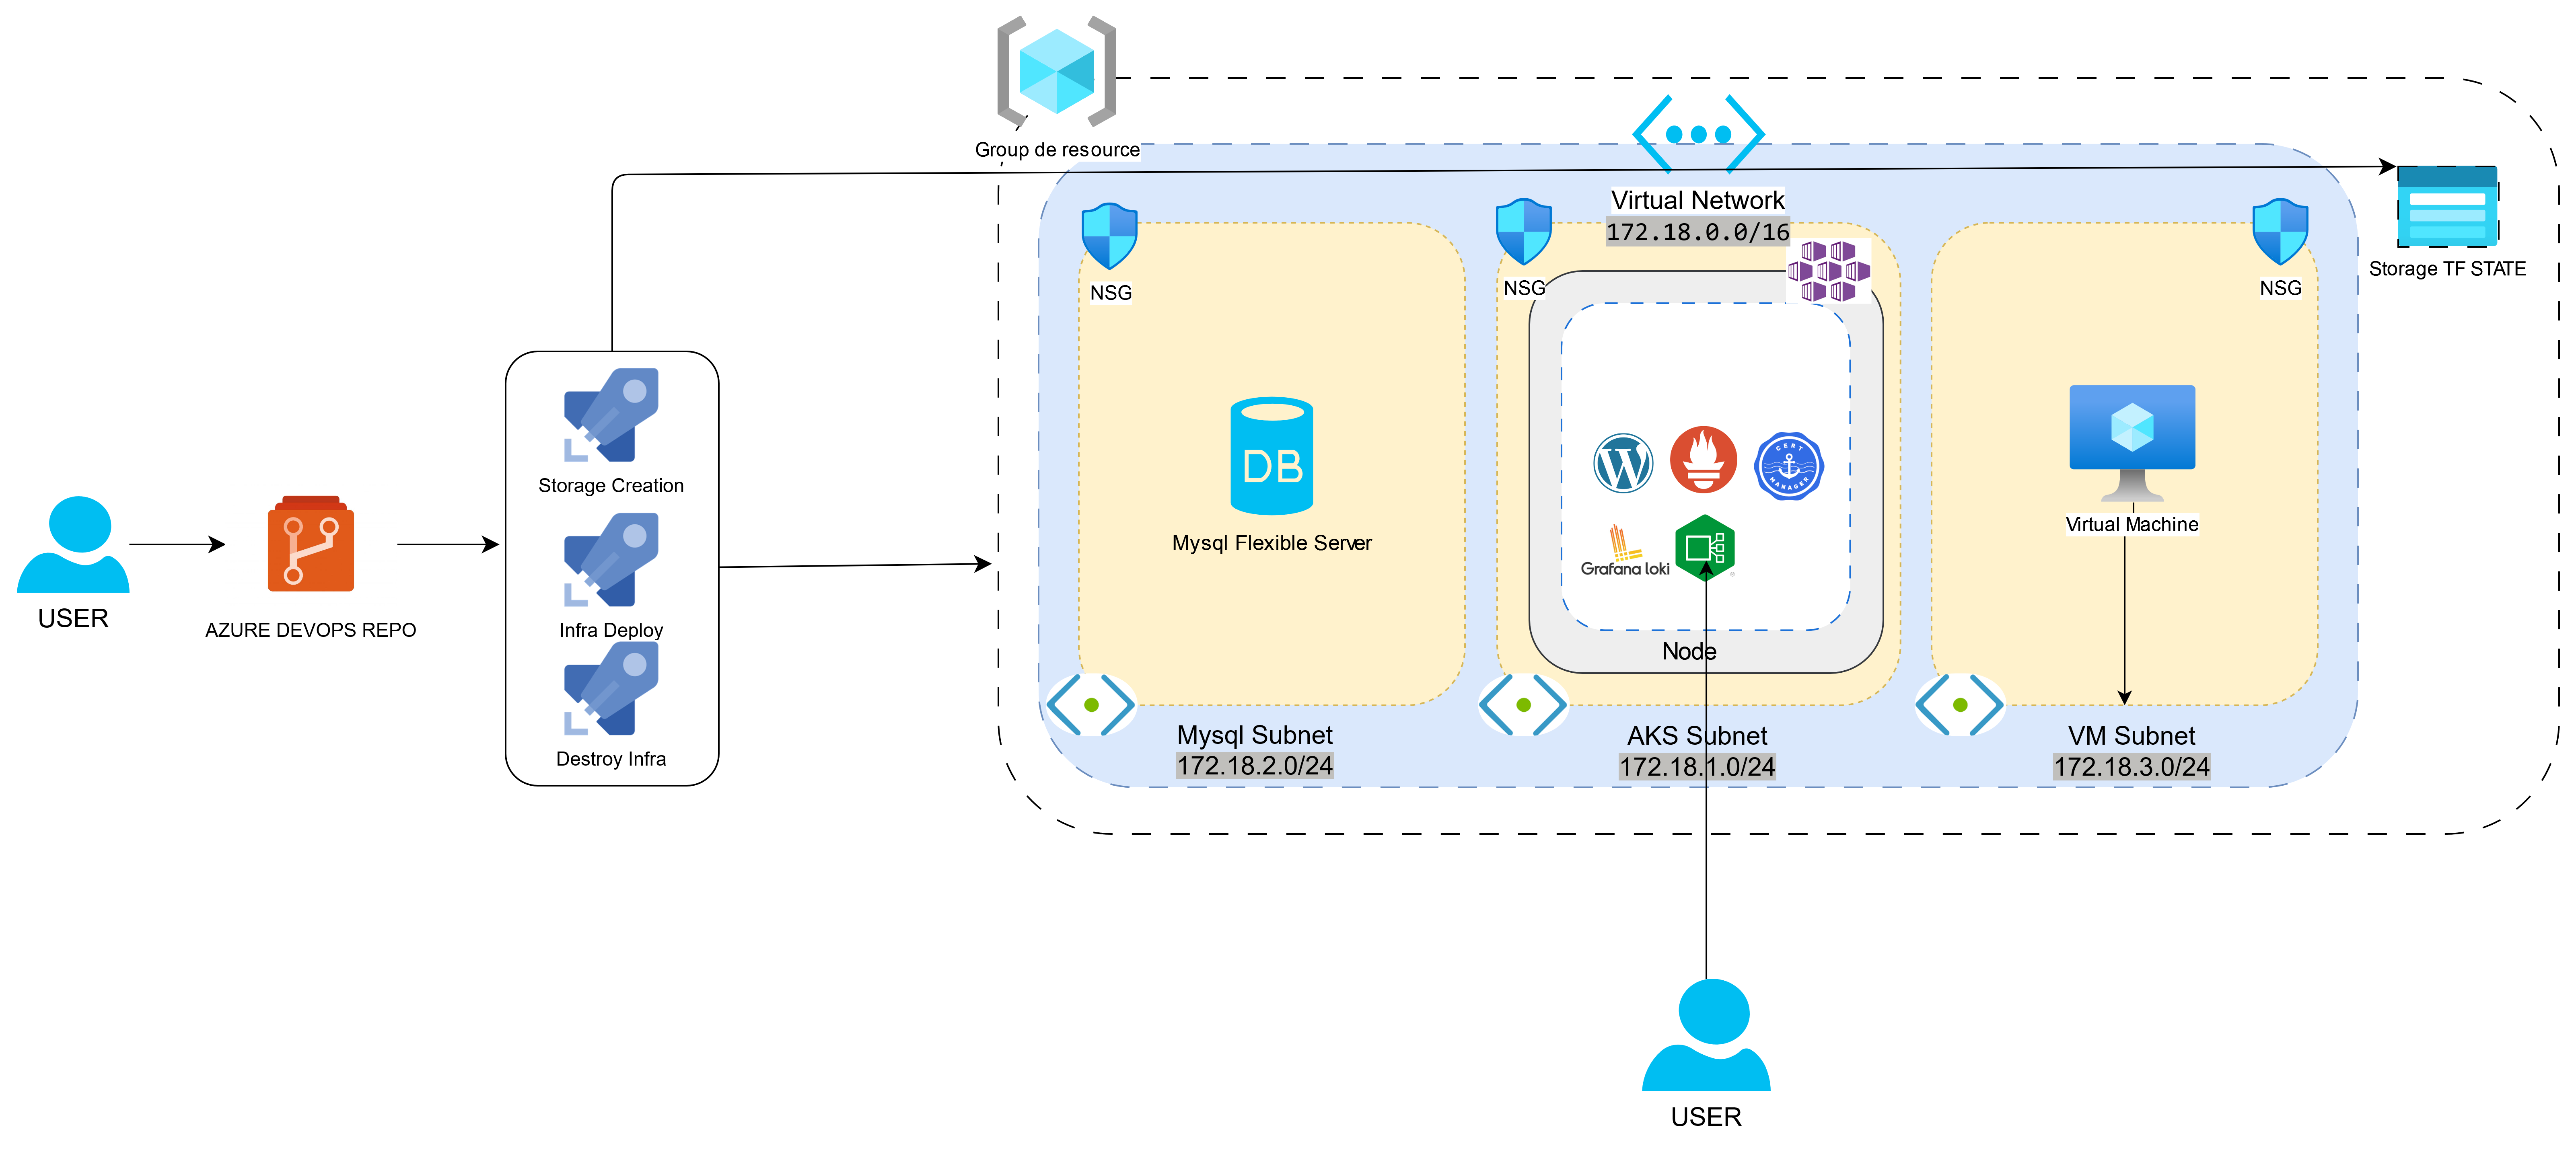 Group de resource
Virtual Network
172.18.0.0/16
Storage TF STATE
NSG
NSG
NSG
Storage Creation
Infra Deploy
Destroy Infra
USER
AZURE DEVOPS REPO
DB
Mysql Flexible Server
CERT
MANAGER
Grafana loki
Node
Virtual Machine
Mysql Subnet
172.18.2.0/24
AKS Subnet
172.18.1.0/24
VM Subnet
172.18.3.0/24
USER